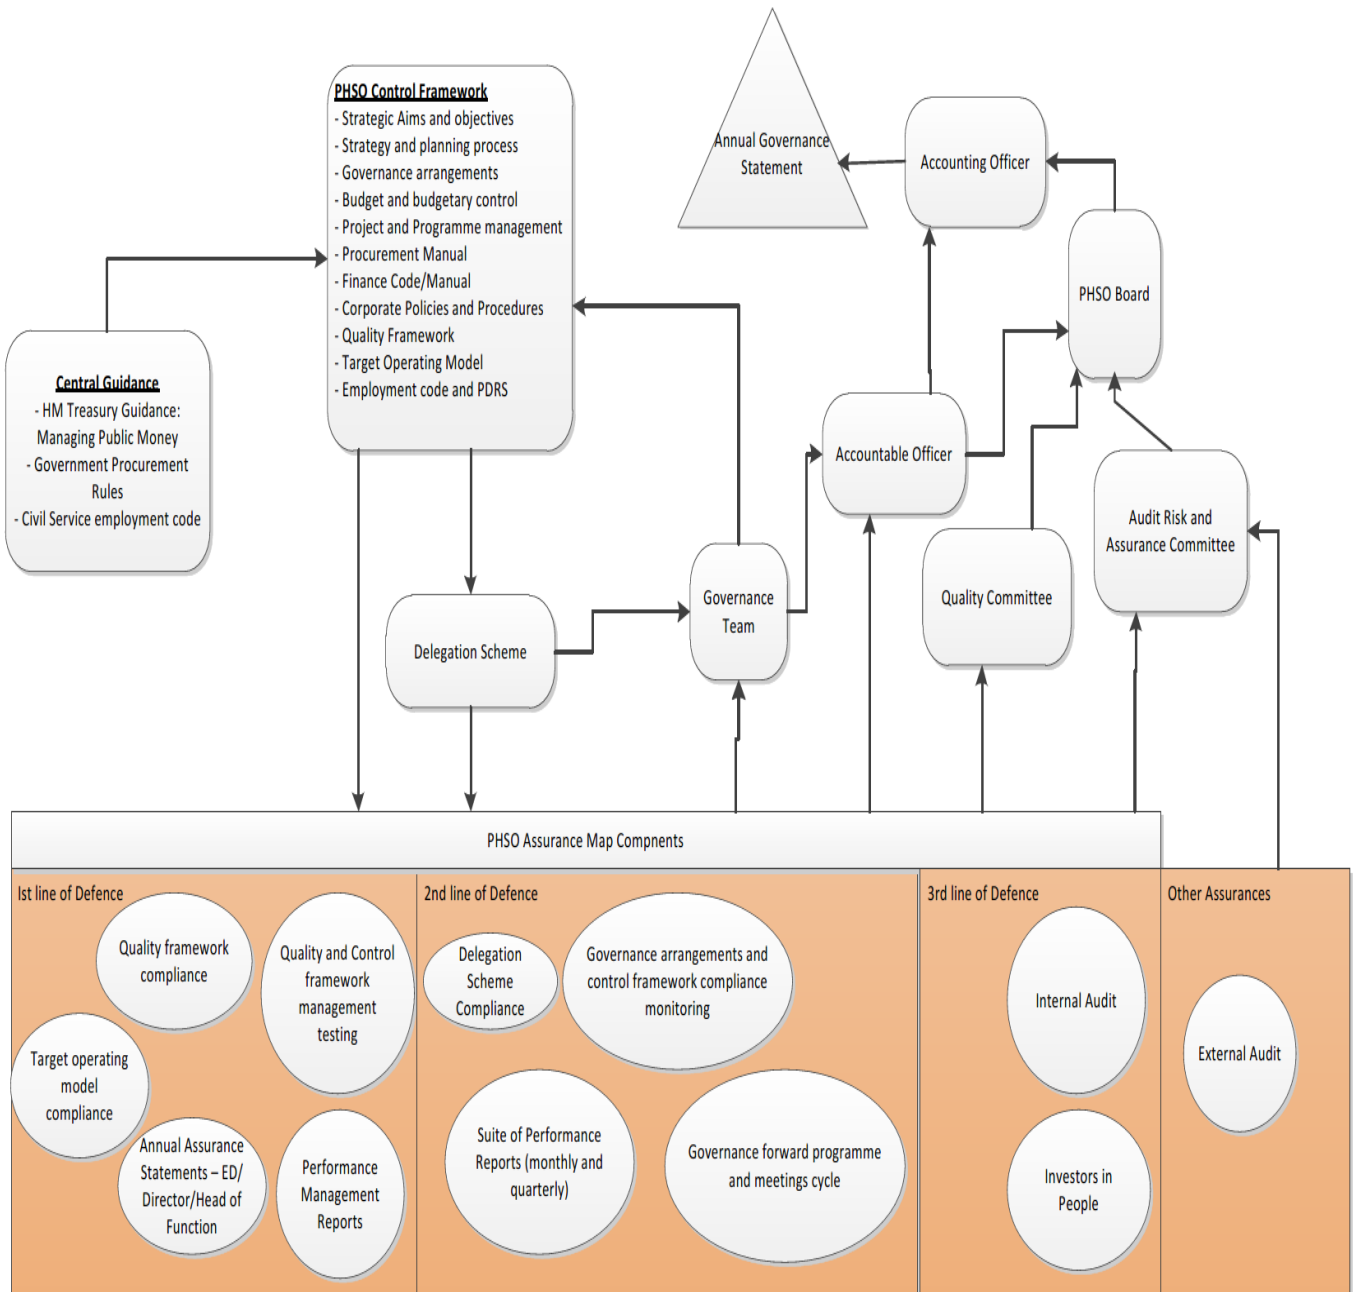 PHSO Control Framework
- Strategic Aims and objectives
- Strategy and planning process
- Governance arrangements
- Budget and budgetary control
- Project and Programme management
- Procurement Manual
- Finance Code/Manual
- Corporate Policies and Procedures
- Quality Framework
- Target Operating Model
- Employment code and PDRS
Annual Governance
Statement
Accounting Officer
PHSO Board
Central Guidance
- HM Treasury Guidance:
Managing Public Money
- Government Procurement
Rules
- Civil Service employment code
Accountable Officer
Audit Risk and
Assurance Committee
Quality Committee
Governance
Team
Delegation Scheme
PHSO Assurance Map Compnents
Ist line of Defence
Quality framework
compliance
Quality and Control
framework
management
testing
Target operating
model
compliance
Annual Assurance
Statements – ED/
Director/Head of
Function
Performance
Management
Reports
2nd line of Defence
Delegation
Scheme
Compliance
Governance arrangements and
control framework compliance
monitoring
Suite of Performance
Reports (monthly and
quarterly)
Governance forward programme
and meetings cycle
3rd line of Defence
Internal Audit
Investors in
People
Other Assurances
External Audit